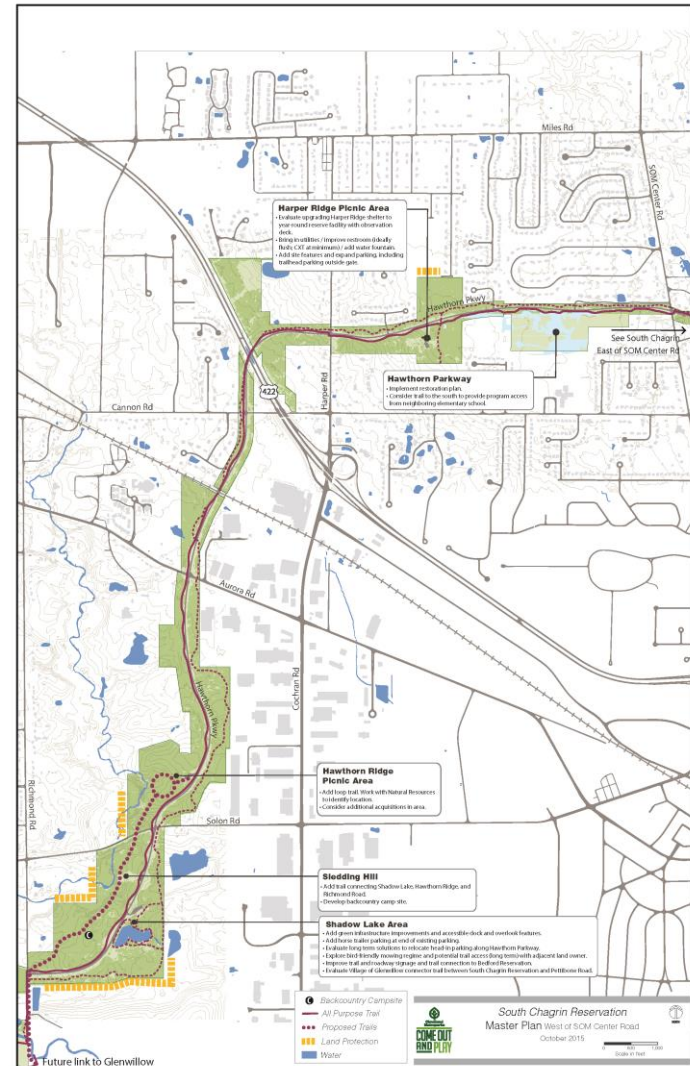 Miles Rd
SOM Center Rd
Harper Ridge Picnic Area
• Evaluate upgrading Harper Ridge shelter to
year-round reserve facility with observation
deck.
• Bring in utilities / improve restroom (ideally
flush; CXT at minimum) / add water fountain.
• Add site features and expand parking, including
trailhead parking outside gate.
Hawthorn Pkwy
See South Chagrin
East of SOM Center Rd
Hawthorn Parkway
• Implement restoration plan.
• Consider trail to the south to provide program access
from neighboring elementary school.
422
Harper Rd
Cannon Rd
Aurora Rd
Cochran Rd
Hawthorn Pkwy
Richmond Rd
Hawthorn Ridge
Picnic Area
• Add loop trail. Work with Natural Resources
to identify location.
• Consider additional acquisitions in area.
Solon Rd
Sledding Hill
• Add trail connecting Shadow Lake, Hawthorn Ridge, and
Richmond Road.
• Develop backcountry camp site.
Shadow Lake Area
• Add green infrastructure improvements and accessible dock and overlook features.
• Add horse trailer parking at end of existing parking.
• Evaluate long term solutions to relocate head-in parking along Hawthorn Parkway.
• Explore bird-friendly mowing regime and potential trail access (long term) with adjacent land owner.
• Improve trail and roadway signage and trail connection to Bedford Reservation.
• Evaluate Village of Glenwillow connector trail between South Chagrin Reservation and Pettibone Road.
Future link to Glenwillow
C Backcountry Campsite
All Purpose Trail
Proposed Trails
Land Protection
Water
COME OUT
AND PLAY
South Chagrin Reservation
Master Plan West of SOM Center Road
October 2015
Scale in Feet